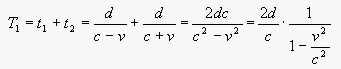 T₁ = t₁ + t₂ = d/(c − v) + d/(c + v) = 2dc/(c² − v²) = 2d/c · 1/(1 − v²/c²)